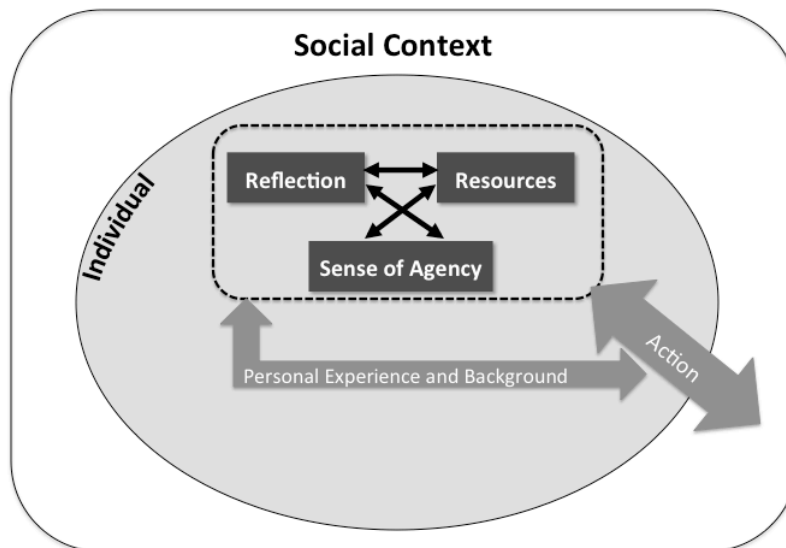 Social Context
Individual
Reflection
Resources
Sense of Agency
Personal Experience and Background
Action